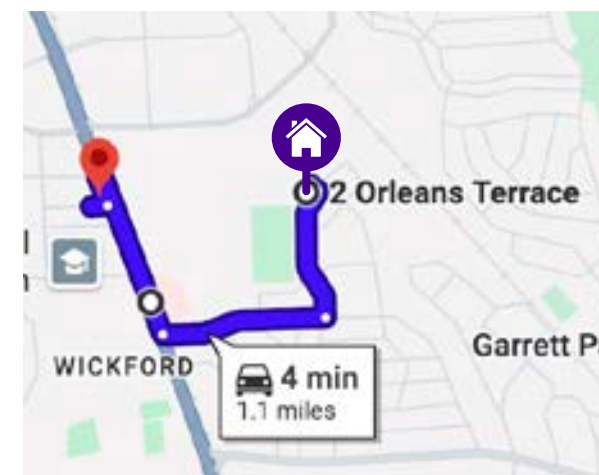 2 Orleans Terrace
WICKFORD
Garrett P
4 min
1.1 miles